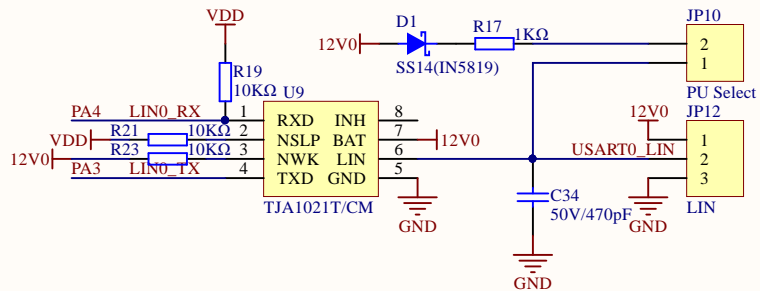 VDD
D1
R17
JP10
12V0
1KΩ
2
SS14(IN5819)
1
R19
10KΩ
U9
PU Select
PA4
LIN0_RX
1
RXD
INH
8
12V0
JP12
VDD
R21
10KΩ
2
NSLP
BAT
7
12V0
1
12V0
R23
10KΩ
3
NWK
LIN
6
USART0_LIN
2
PA3
LIN0_TX
4
TXD
GND
5
3
TJA1021T/CM
C34
LIN
50V/470pF
GND
GND
GND